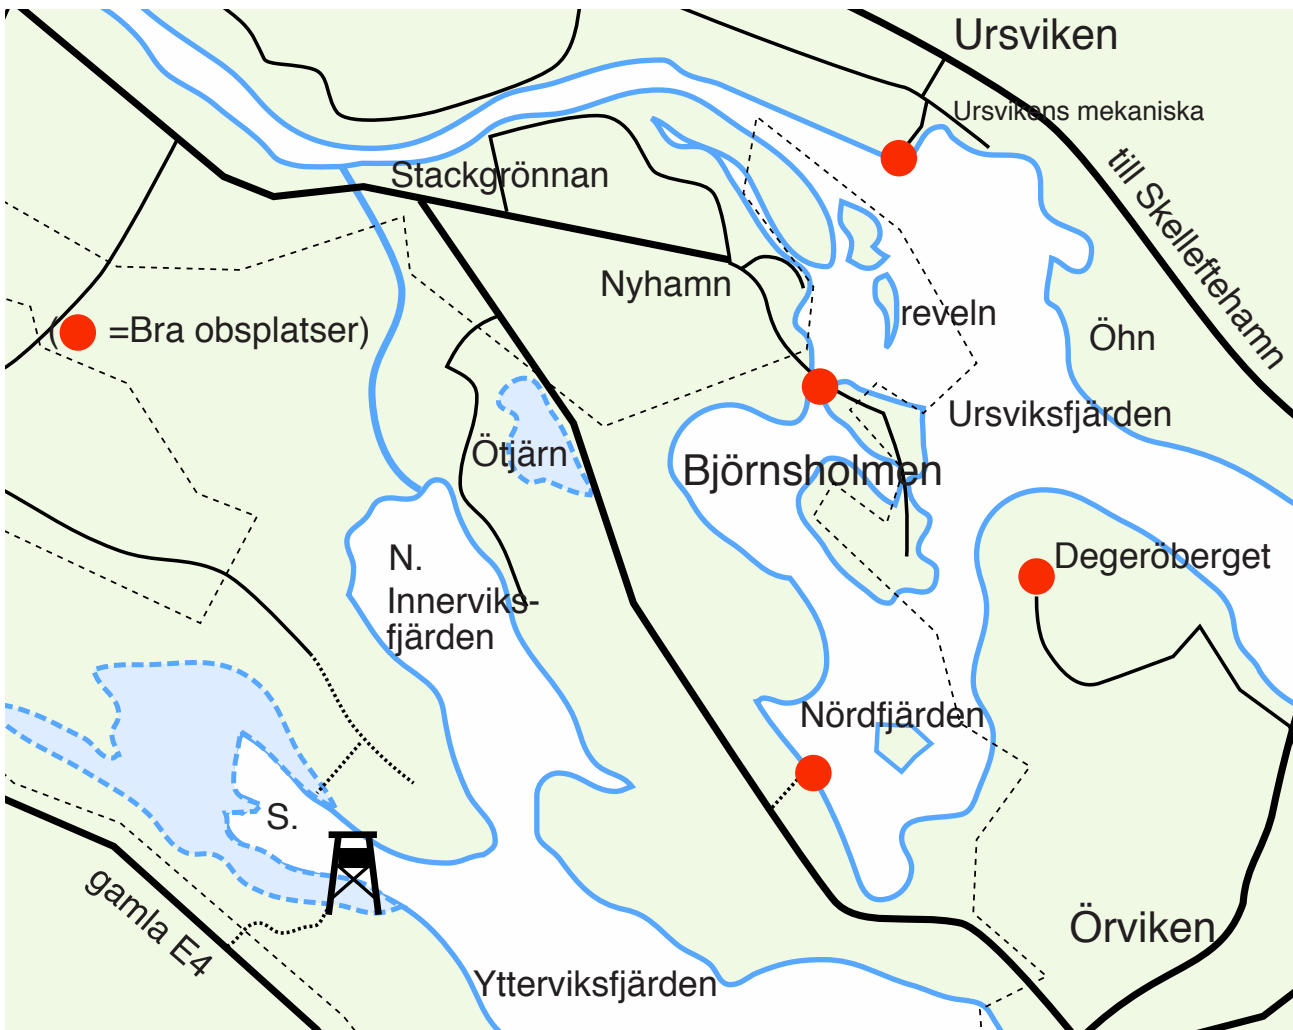 Ursviken
Ursvikens mekaniska
till Skelleftehamn
Stackgrönnan
Nyhamn
reveln
Öhn
( =Bra obsplatser)
Ursviksfjärden
Ötjärn
Björnsholmen
N.
Innerviks-
fjärden
Degeröberget
Nördfjärden
S.
gamla E4
Örviken
Ytterviksfjärden